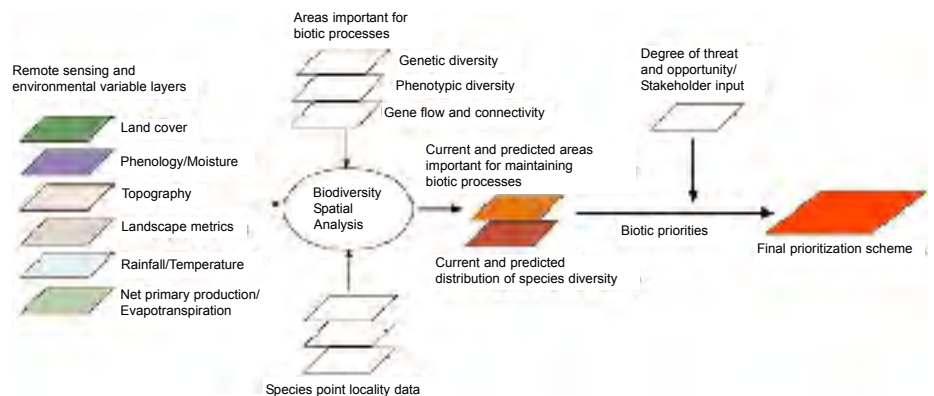 Areas important for
biotic processes
Genetic diversity
Phenotypic diversity
Gene flow and connectivity
Remote sensing and
environmental variable layers
Land cover
Phenology/Moisture
Topography
Landscape metrics
Rainfall/Temperature
Net primary production/
Evapotranspiration
Biodiversity
Spatial
Analysis
Species point locality data
Current and predicted areas
important for maintaining
biotic processes
Current and predicted
distribution of species diversity
Degree of threat
and opportunity/
Stakeholder input
Biotic priorities
Final prioritization scheme